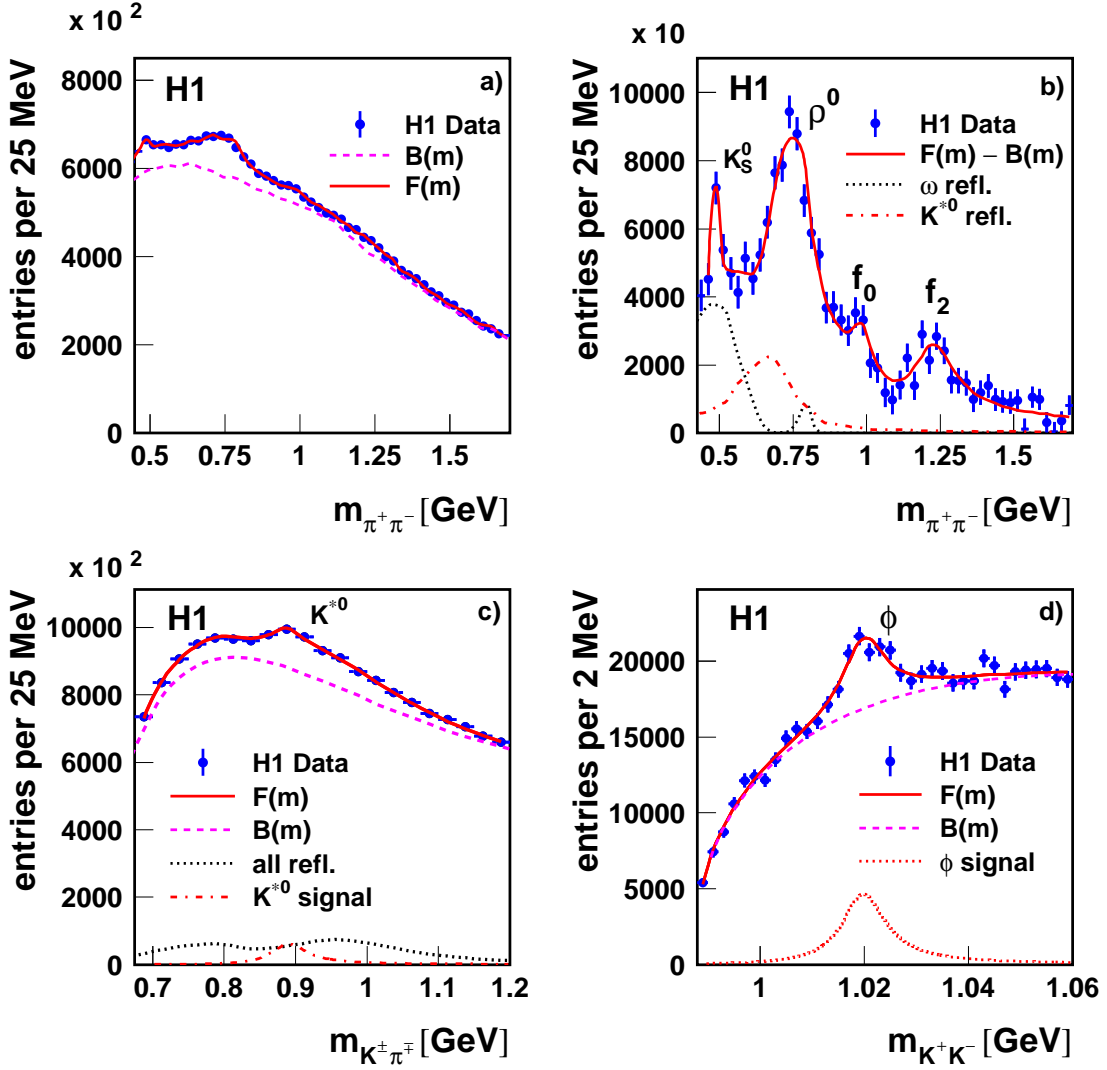 x 10 ²
H1
a)
H1 Data
B(m)
F(m)
8000
6000
4000
2000
0
0.5 0.75 1 1.25 1.5
entries per 25 MeV
m π⁺π⁻ [GeV]
x 10
H1
b)
ρ⁰
K⁰S
f₀
f₂
H1 Data
F(m) − B(m)
ω refl.
K*⁰ refl.
10000
8000
6000
4000
2000
0
0.5 0.75 1 1.25 1.5
entries per 25 MeV
m π⁺π⁻ [GeV]
x 10 ²
H1
c)
K*⁰
H1 Data
F(m)
B(m)
all refl.
K*⁰ signal
10000
8000
6000
4000
2000
0
0.7 0.8 0.9 1 1.1 1.2
entries per 25 MeV
m K±π∓ [GeV]
H1
d)
ϕ
H1 Data
F(m)
B(m)
ϕ signal
20000
15000
10000
5000
0
1 1.02 1.04 1.06
entries per 2 MeV
m K⁺K⁻ [GeV]